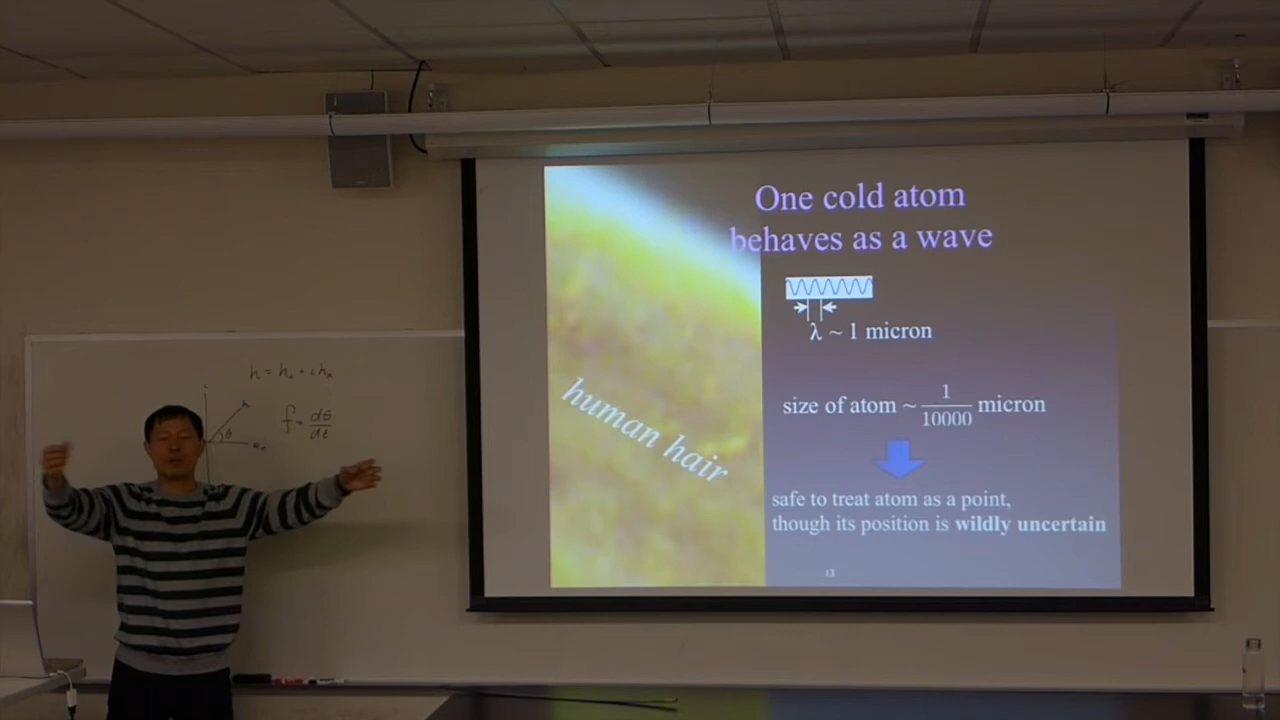 One cold atom
behaves as a wave
λ ~ 1 micron
human hair
size of atom ~ 1/10000 micron
safe to treat atom as a point,
though its position is wildly uncertain
13
h = h₊ + ihₓ
h
f = dθ/dt
θ